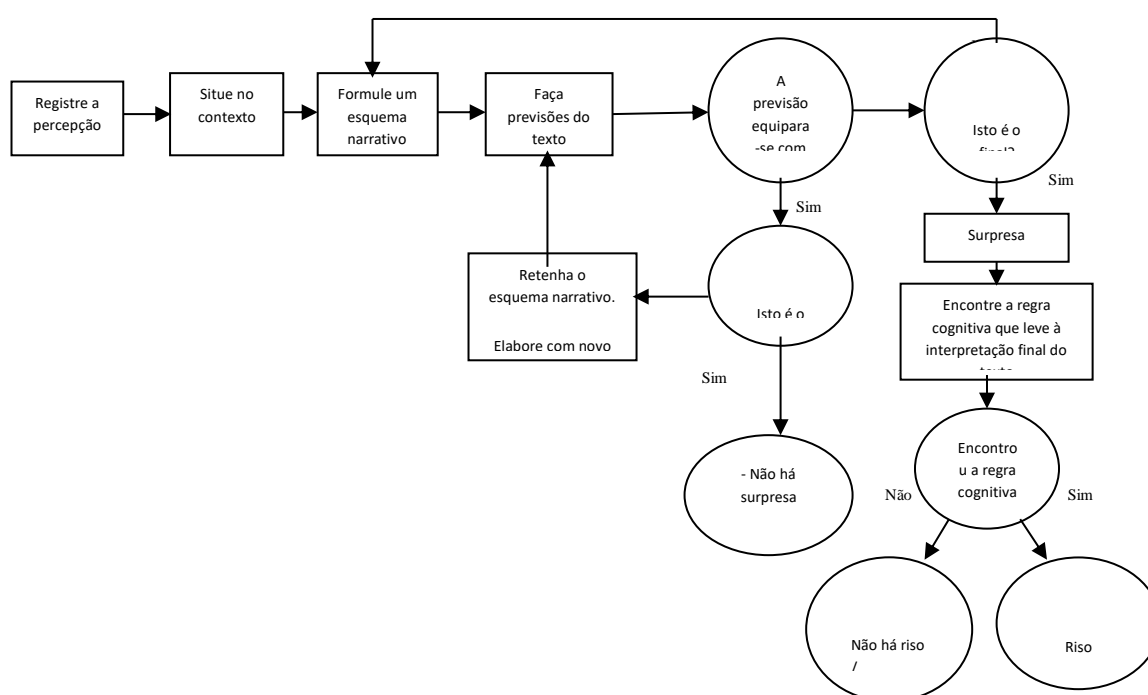 Registre a
percepção
Situe no
contexto
Formule um
esquema
narrativo
Faça
previsões do
texto
A
previsão
equipara
-se com
Isto é o
final?
Sim
Sim
Surpresa
Retenha o
esquema narrativo.
Elabore com novo
Isto é o
Encontre a regra
cognitiva que leve à
interpretação final do
texto
Sim
- Não há
surpresa
Encontro
u a regra
cognitiva
Não
Sim
Não há riso
/
Riso